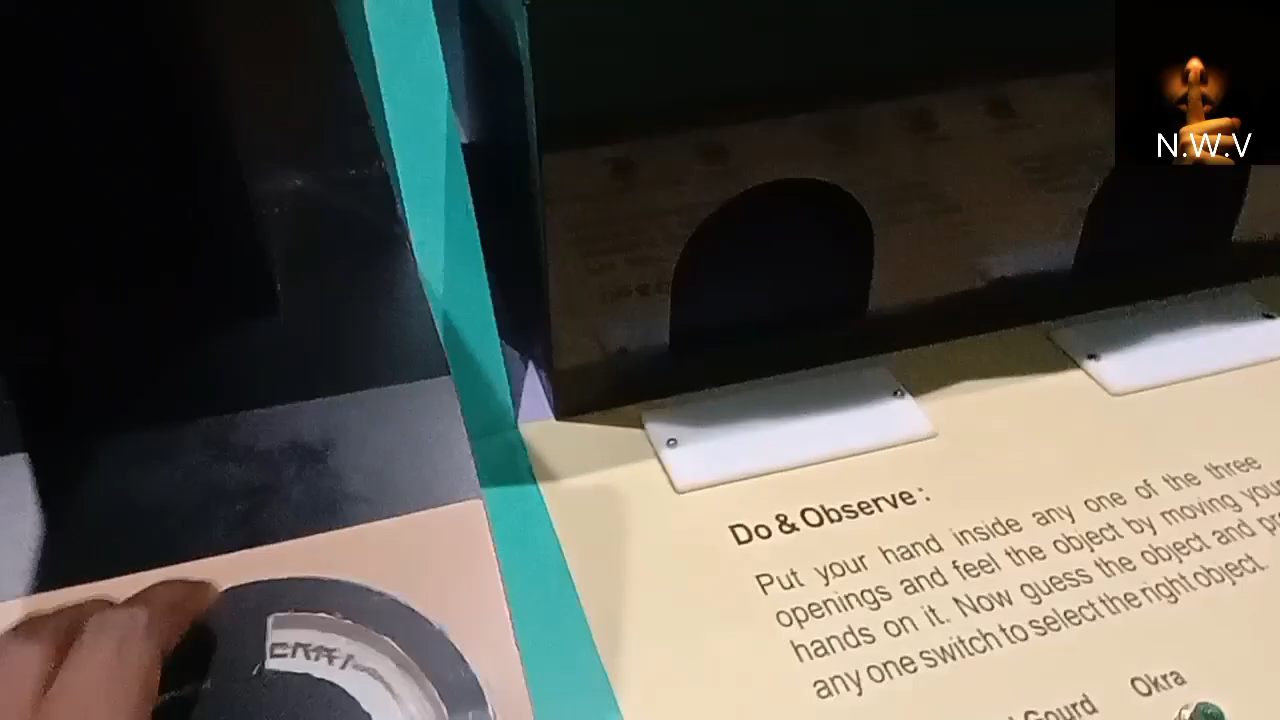 N.W.V
Do & Observe :
Put your hand inside any one of the three
openings and feel the object by moving your
hands on it. Now guess the object and
any one switch to select the right object.
Gourd Okra